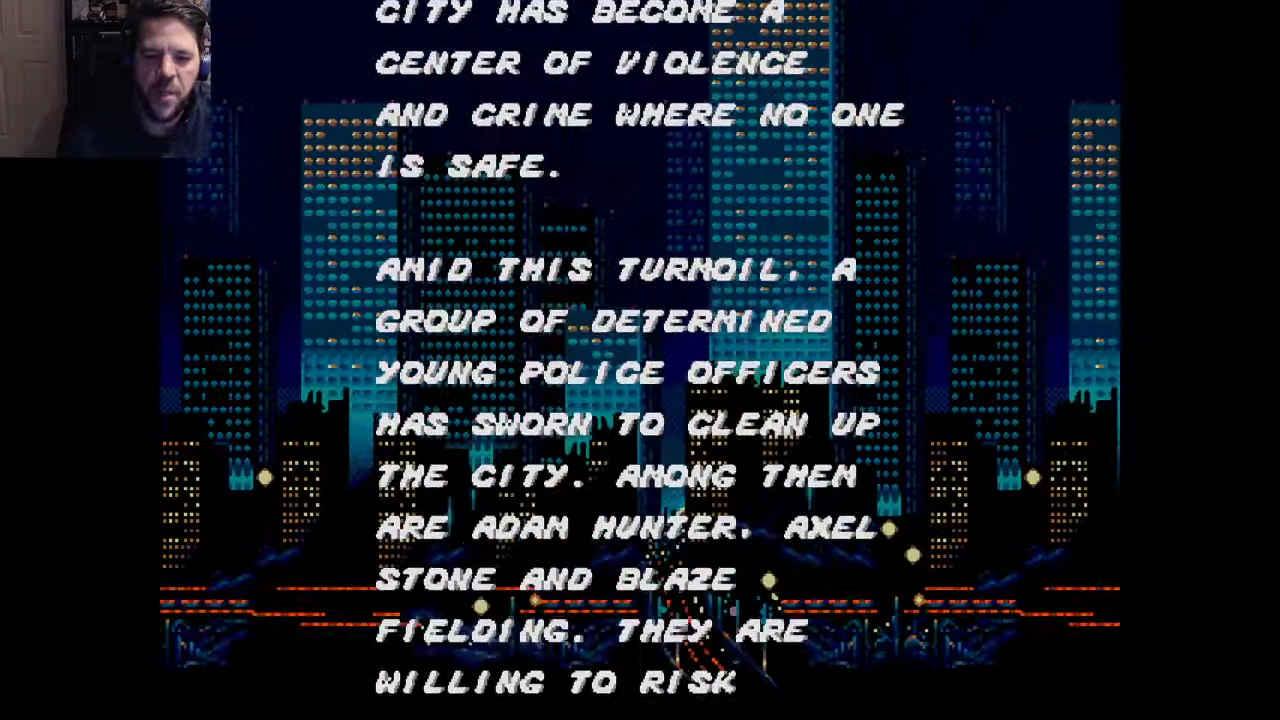 CITY HAS BECOME A
CENTER OF VIOLENCE
AND CRIME WHERE NO ONE
IS SAFE.
AMID THIS TURMOIL, A
GROUP OF DETERMINED
YOUNG POLICE OFFICERS
HAS SWORN TO CLEAN UP
THE CITY. AMONG THEM
ARE ADAM HUNTER, AXEL
STONE AND BLAZE
FIELDING. THEY ARE
WILLING TO RISK